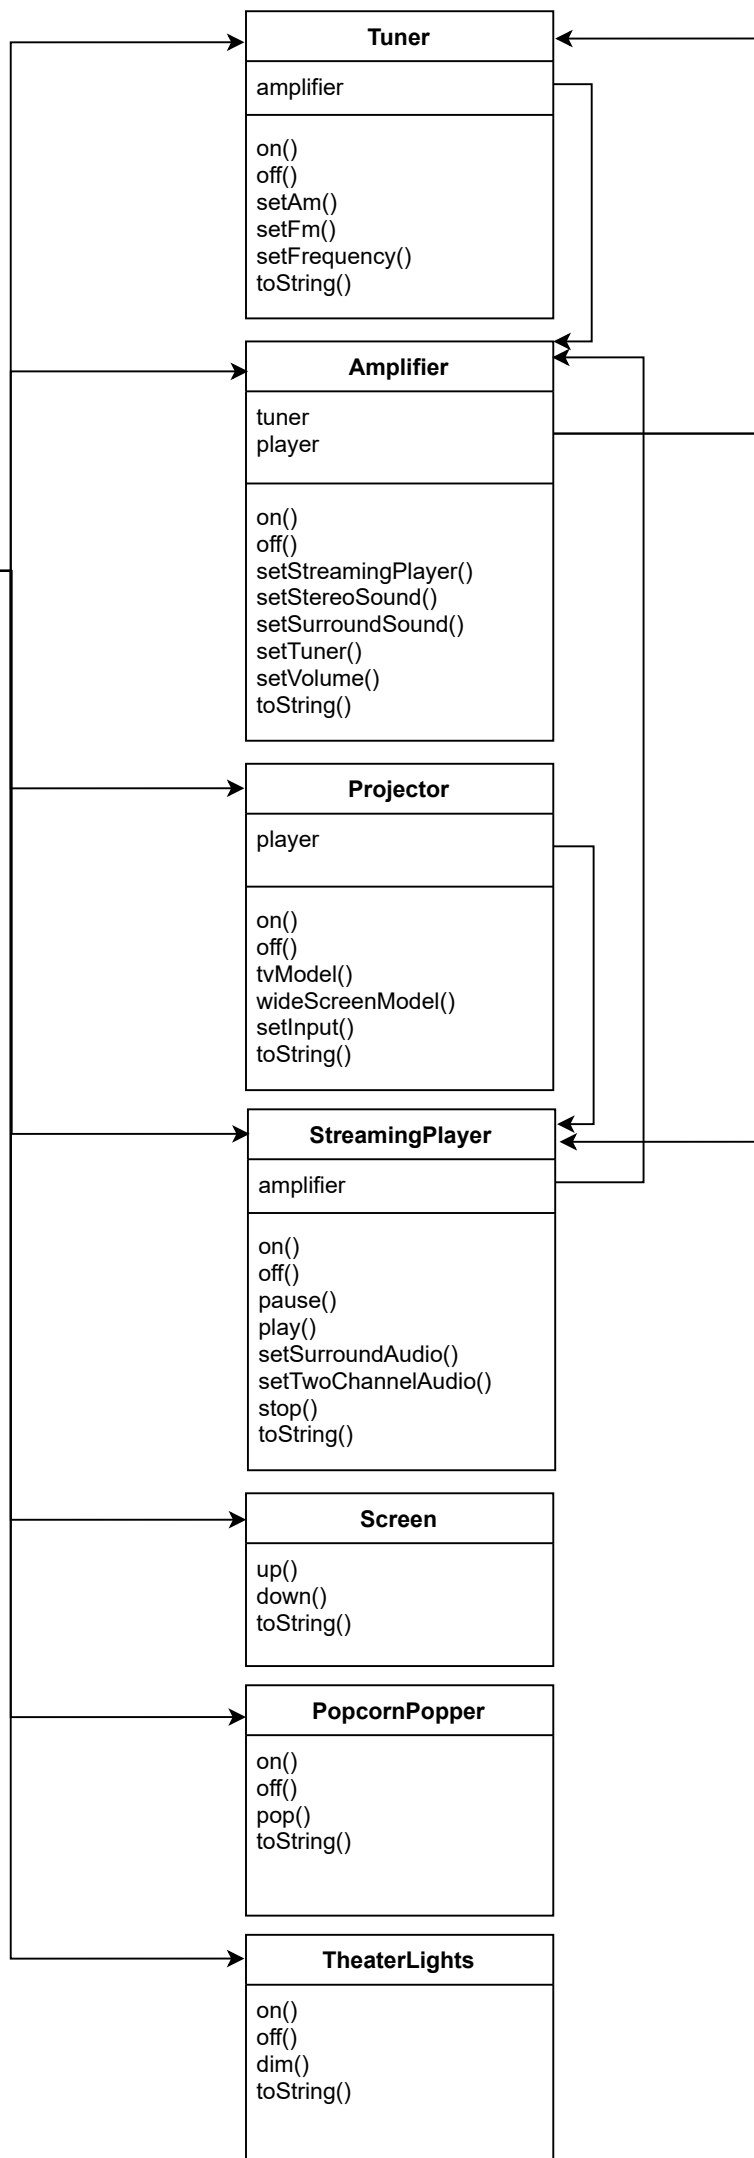 Tuner
amplifier
on()
off()
setAm()
setFm()
setFrequency()
toString()
Amplifier
tuner
player
on()
off()
setStreamingPlayer()
setStereoSound()
setSurroundSound()
setTuner()
setVolume()
toString()
Projector
player
on()
off()
tvModel()
wideScreenModel()
setInput()
toString()
StreamingPlayer
amplifier
on()
off()
pause()
play()
setSurroundAudio()
setTwoChannelAudio()
stop()
toString()
Screen
up()
down()
toString()
PopcornPopper
on()
off()
pop()
toString()
TheaterLights
on()
off()
dim()
toString()